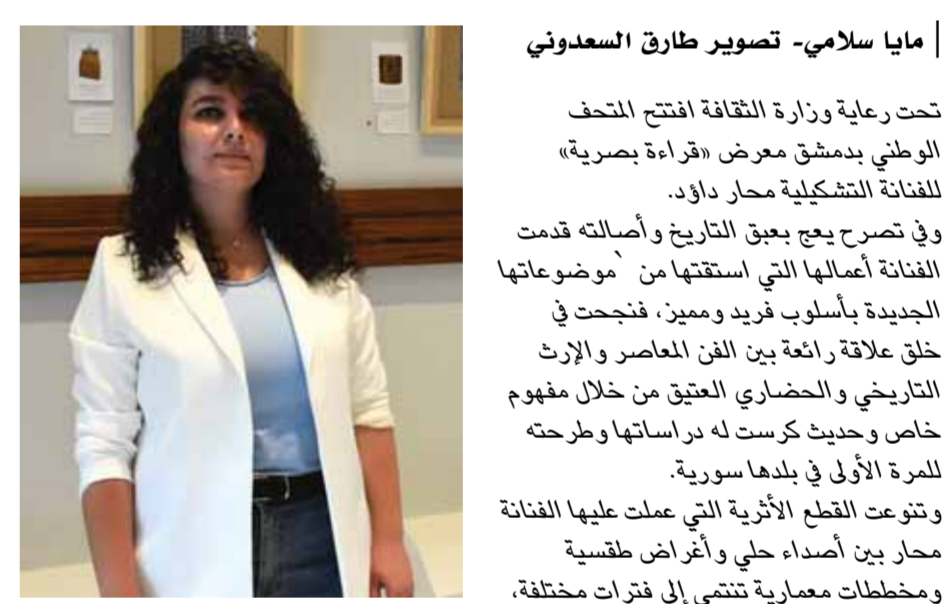 مايا سلامي- تصوير طارق السعدوني
تحت رعاية وزارة الثقافة افتتح المتحف
الوطني بدمشق معرض «قراءة بصرية»
للفنانة التشكيلية محار داؤد.
وفي تصرح يعج بعبق التاريخ وأصالته قدمت
الفنانة أعمالها التي استقتها من `موضوعاتها
الجديدة بأسلوب فريد ومميز، فنجحت في
خلق علاقة رائعة بين الفن المعاصر والإرث
التاريخي والحضاري العتيق من خلال مفهوم
خاص وحديث كرست له دراساتها وطرحته
للمرة الأولى في بلدها سورية.
وتنوعت القطع الأثرية التي عملت عليها الفنانة
محار بين أصداء حلي وأغراض طقسية
ومخططات معمارية تنتمي إلى فترات مختلفة،